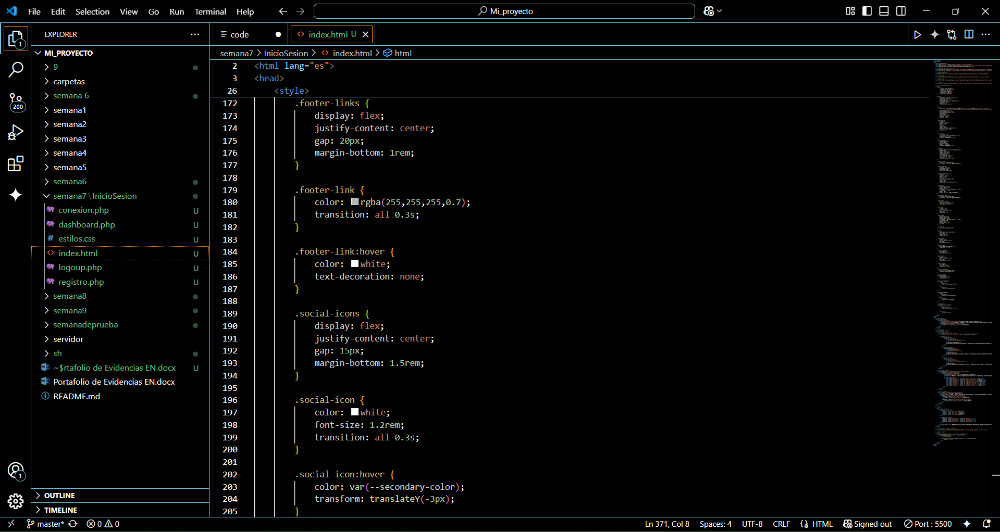 File Edit Selection View Go Run Terminal Help
Mi_proyecto
EXPLORER
code
index.html U
1
MI_PROYECTO
semana7 > InicioSesion > index.html > html
9
carpetas
semana 6
200
semana1
semana2
semana3
semana4
semana5
semana6
semana7\InicioSesion
conexion.php U
dashboard.php U
estilos.css U
index.html U
logoup.php U
registro.php U
semana8
semana9
semanadeprueba
servidor
sh
~$rtafolio de Evidencias EN.docx U
Portafolio de Evidencias EN.docx
README.md
1
OUTLINE
TIMELINE
2 <html lang="es">
3 <head>
26 <style>
172 .footer-links {
173 display: flex;
174 justify-content: center;
175 gap: 20px;
176 margin-bottom: 1rem;
177 }
178
179 .footer-link {
180 color: rgba(255,255,255,0.7);
181 transition: all 0.3s;
182 }
183
184 .footer-link:hover {
185 color: white;
186 text-decoration: none;
187 }
188
189 .social-icons {
190 display: flex;
191 justify-content: center;
192 gap: 15px;
193 margin-bottom: 1.5rem;
194 }
195
196 .social-icon {
197 color: white;
198 font-size: 1.2rem;
199 transition: all 0.3s;
200 }
201
202 .social-icon:hover {
203 color: var(--secondary-color);
204 transform: translateY(-3px);
205 }
master* 0 0
Ln 371, Col 8 Spaces: 4 UTF-8 CRLF HTML Signed out Port : 5500